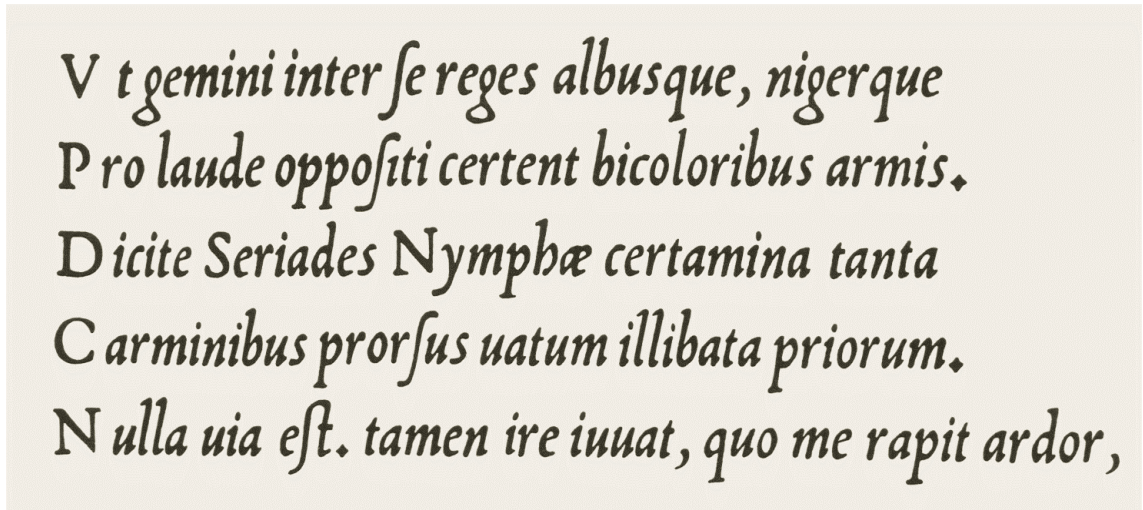 V t gemini inter ſe reges albusque, nigerque
P ro laude oppoſiti certent bicoloribus armis.
D icite Seriades Nymphæ certamina tanta
C arminibus prorſus uatum illibata priorum.
N ulla uia eſt. tamen ire iuuat, quo me rapit ardor,